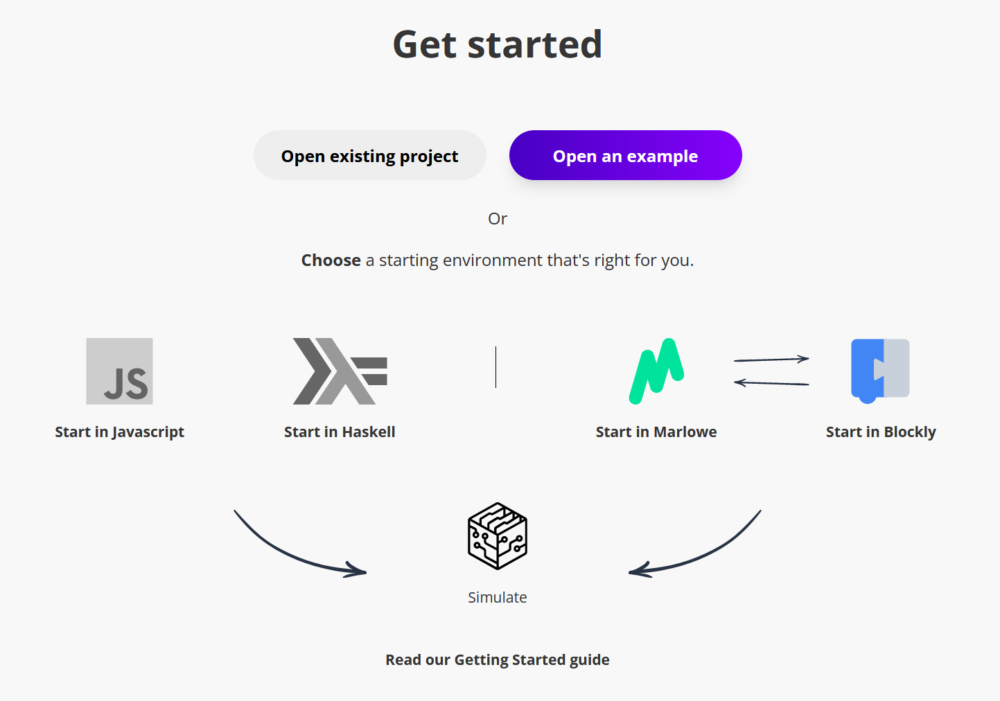 Get started
Open existing project
Open an example
Or
Choose a starting environment that's right for you.
JS
Start in Javascript
Start in Haskell
Start in Marlowe
Start in Blockly
Simulate
Read our Getting Started guide